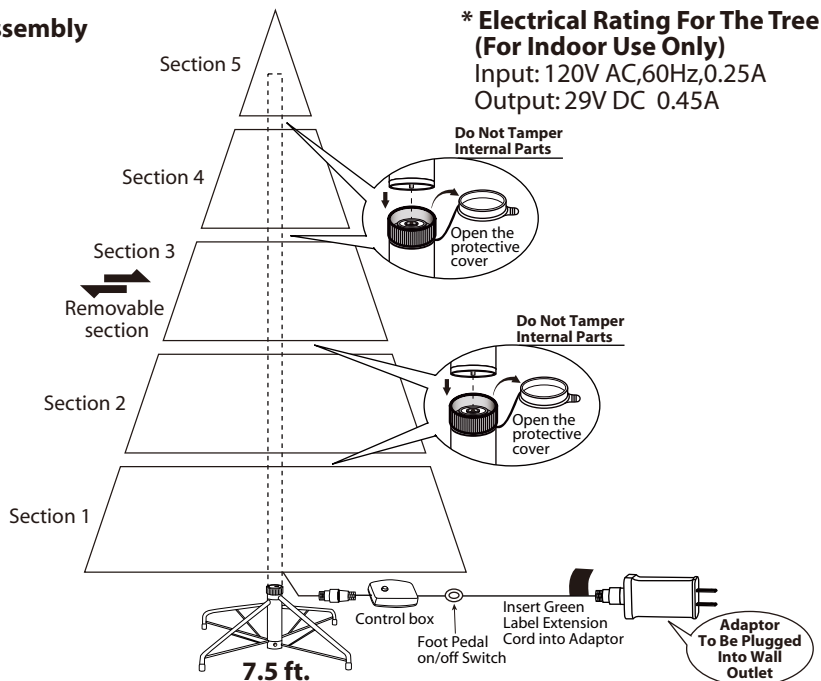 * Electrical Rating For The Tree
(For Indoor Use Only)
Input: 120V AC,60Hz,0.25A
Output: 29V DC 0.45A
Section 5
Do Not Tamper
Internal Parts
Section 4
Open the
protective
cover
Section 3
Removable
section
Do Not Tamper
Internal Parts
Section 2
Open the
protective
cover
Section 1
Control box
Foot Pedal
on/off Switch
Insert Green
Label Extension
Cord into Adaptor
Adaptor
To Be Plugged
Into Wall
Outlet
7.5 ft.